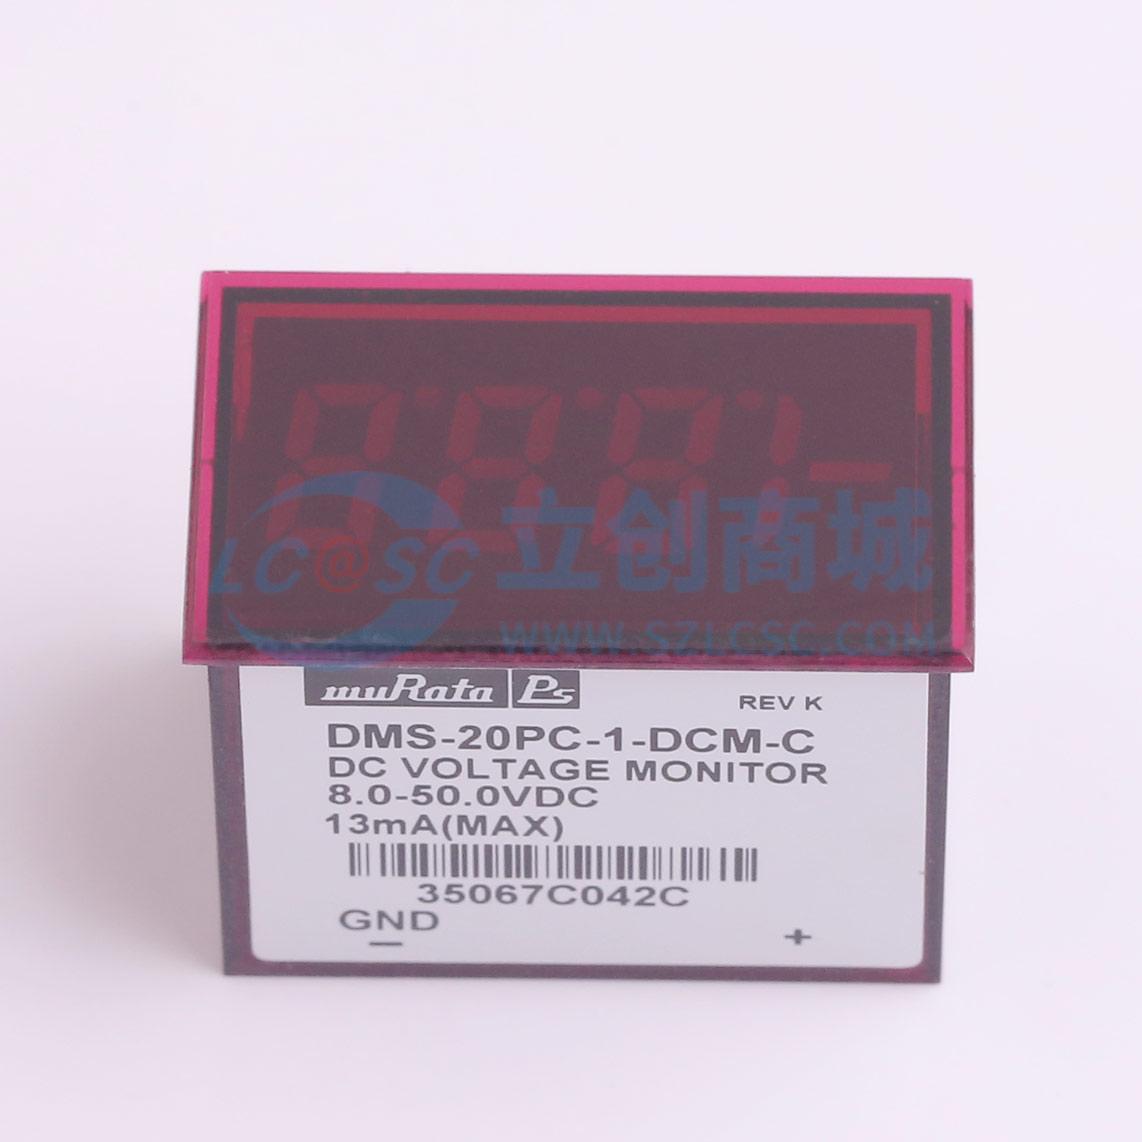 LC@SC 立创商城
WWW.SZLCSC.COM
muRata Ps
REV K
DMS-20PC-1-DCM-C
DC VOLTAGE MONITOR
8.0-50.0VDC
13mA(MAX)
35067C042C
GND
− +